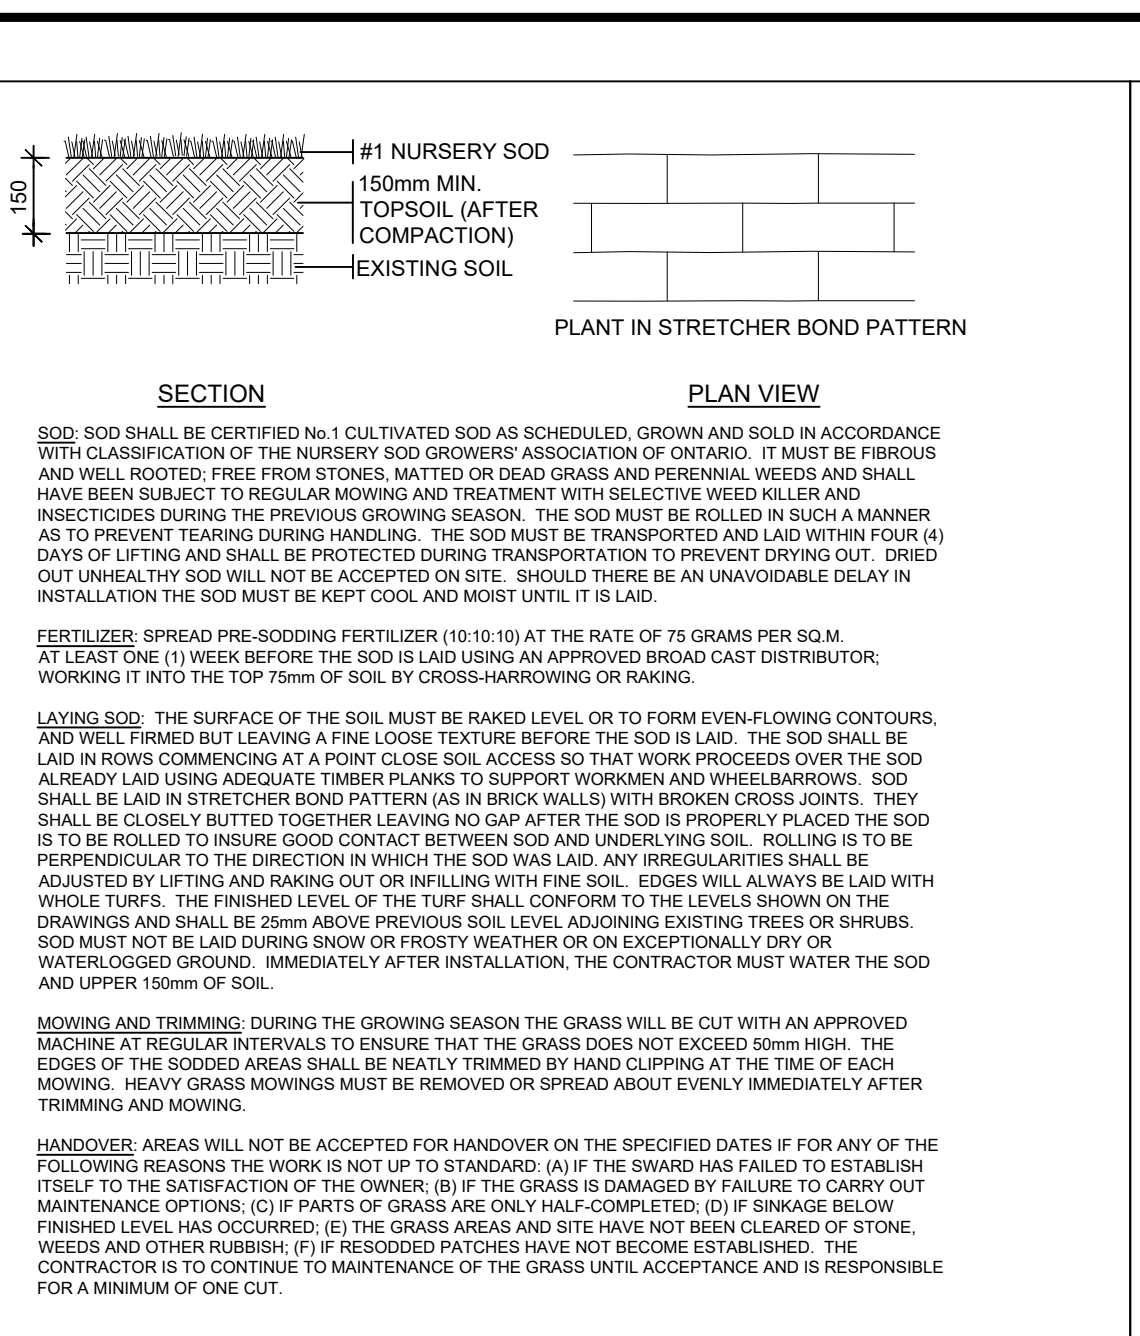 150
#1 NURSERY SOD
150mm MIN.
TOPSOIL (AFTER
COMPACTION)
EXISTING SOIL
PLANT IN STRETCHER BOND PATTERN
SECTION
PLAN VIEW
SOD: SOD SHALL BE CERTIFIED No.1 CULTIVATED SOD AS SCHEDULED, GROWN AND SOLD IN ACCORDANCE
WITH CLASSIFICATION OF THE NURSERY SOD GROWERS' ASSOCIATION OF ONTARIO. IT MUST BE FIBROUS
AND WELL ROOTED; FREE FROM STONES, MATTED OR DEAD GRASS AND PERENNIAL WEEDS AND SHALL
HAVE BEEN SUBJECT TO REGULAR MOWING AND TREATMENT WITH SELECTIVE WEED KILLER AND
INSECTICIDES DURING THE PREVIOUS GROWING SEASON. THE SOD MUST BE ROLLED IN SUCH A MANNER
AS TO PREVENT TEARING DURING HANDLING. THE SOD MUST BE TRANSPORTED AND LAID WITHIN FOUR (4)
DAYS OF LIFTING AND SHALL BE PROTECTED DURING TRANSPORTATION TO PREVENT DRYING OUT. DRIED
OUT UNHEALTHY SOD WILL NOT BE ACCEPTED ON SITE. SHOULD THERE BE AN UNAVOIDABLE DELAY IN
INSTALLATION THE SOD MUST BE KEPT COOL AND MOIST UNTIL IT IS LAID.
FERTILIZER: SPREAD PRE-SODDING FERTILIZER (10:10:10) AT THE RATE OF 75 GRAMS PER SQ.M.
AT LEAST ONE (1) WEEK BEFORE THE SOD IS LAID USING AN APPROVED BROAD CAST DISTRIBUTOR;
WORKING IT INTO THE TOP 75mm OF SOIL BY CROSS-HARROWING OR RAKING.
LAYING SOD: THE SURFACE OF THE SOIL MUST BE RAKED LEVEL OR TO FORM EVEN-FLOWING CONTOURS,
AND WELL FIRMED BUT LEAVING A FINE LOOSE TEXTURE BEFORE THE SOD IS LAID. THE SOD SHALL BE
LAID IN ROWS COMMENCING AT A POINT CLOSE SOIL ACCESS SO THAT WORK PROCEEDS OVER THE SOD
ALREADY LAID USING ADEQUATE TIMBER PLANKS TO SUPPORT WORKMEN AND WHEELBARROWS. SOD
SHALL BE LAID IN STRETCHER BOND PATTERN (AS IN BRICK WALLS) WITH BROKEN CROSS JOINTS. THEY
SHALL BE CLOSELY BUTTED TOGETHER LEAVING NO GAP AFTER THE SOD IS PROPERLY PLACED THE SOD
IS TO BE ROLLED TO INSURE GOOD CONTACT BETWEEN SOD AND UNDERLYING SOIL. ROLLING IS TO BE
PERPENDICULAR TO THE DIRECTION IN WHICH THE SOD WAS LAID. ANY IRREGULARITIES SHALL BE
ADJUSTED BY LIFTING AND RAKING OUT OR INFILLING WITH FINE SOIL. EDGES WILL ALWAYS BE LAID WITH
WHOLE TURFS. THE FINISHED LEVEL OF THE TURF SHALL CONFORM TO THE LEVELS SHOWN ON THE
DRAWINGS AND SHALL BE 25mm ABOVE PREVIOUS SOIL LEVEL ADJOINING EXISTING TREES OR SHRUBS.
SOD MUST NOT BE LAID DURING SNOW OR FROSTY WEATHER OR ON EXCEPTIONALLY DRY OR
WATERLOGGED GROUND. IMMEDIATELY AFTER INSTALLATION, THE CONTRACTOR MUST WATER THE SOD
AND UPPER 150mm OF SOIL.
MOWING AND TRIMMING: DURING THE GROWING SEASON THE GRASS WILL BE CUT WITH AN APPROVED
MACHINE AT REGULAR INTERVALS TO ENSURE THAT THE GRASS DOES NOT EXCEED 50mm HIGH. THE
EDGES OF THE SODDED AREAS SHALL BE NEATLY TRIMMED BY HAND CLIPPING AT THE TIME OF EACH
MOWING. HEAVY GRASS MOWINGS MUST BE REMOVED OR SPREAD ABOUT EVENLY IMMEDIATELY AFTER
TRIMMING AND MOWING.
HANDOVER: AREAS WILL NOT BE ACCEPTED FOR HANDOVER ON THE SPECIFIED DATES IF FOR ANY OF THE
FOLLOWING REASONS THE WORK IS NOT UP TO STANDARD: (A) IF THE SWARD HAS FAILED TO ESTABLISH
ITSELF TO THE SATISFACTION OF THE OWNER; (B) IF THE GRASS IS DAMAGED BY FAILURE TO CARRY OUT
MAINTENANCE OPTIONS; (C) IF PARTS OF GRASS ARE ONLY HALF-COMPLETED; (D) IF SINKAGE BELOW
FINISHED LEVEL HAS OCCURRED; (E) THE GRASS AREAS AND SITE HAVE NOT BEEN CLEARED OF STONE,
WEEDS AND OTHER RUBBISH; (F) IF RESODDED PATCHES HAVE NOT BECOME ESTABLISHED. THE
CONTRACTOR IS TO CONTINUE TO MAINTENANCE OF THE GRASS UNTIL ACCEPTANCE AND IS RESPONSIBLE
FOR A MINIMUM OF ONE CUT.